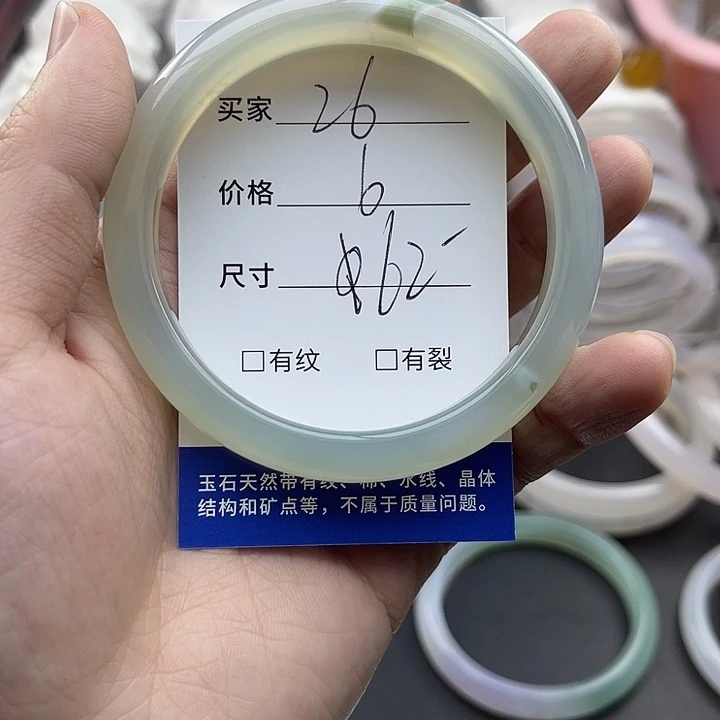 买家 26
价格 6
尺寸 62-
□有纹 □有裂
玉石天然带有纹、棉、水线、晶体
结构和矿点等，不属于质量问题。